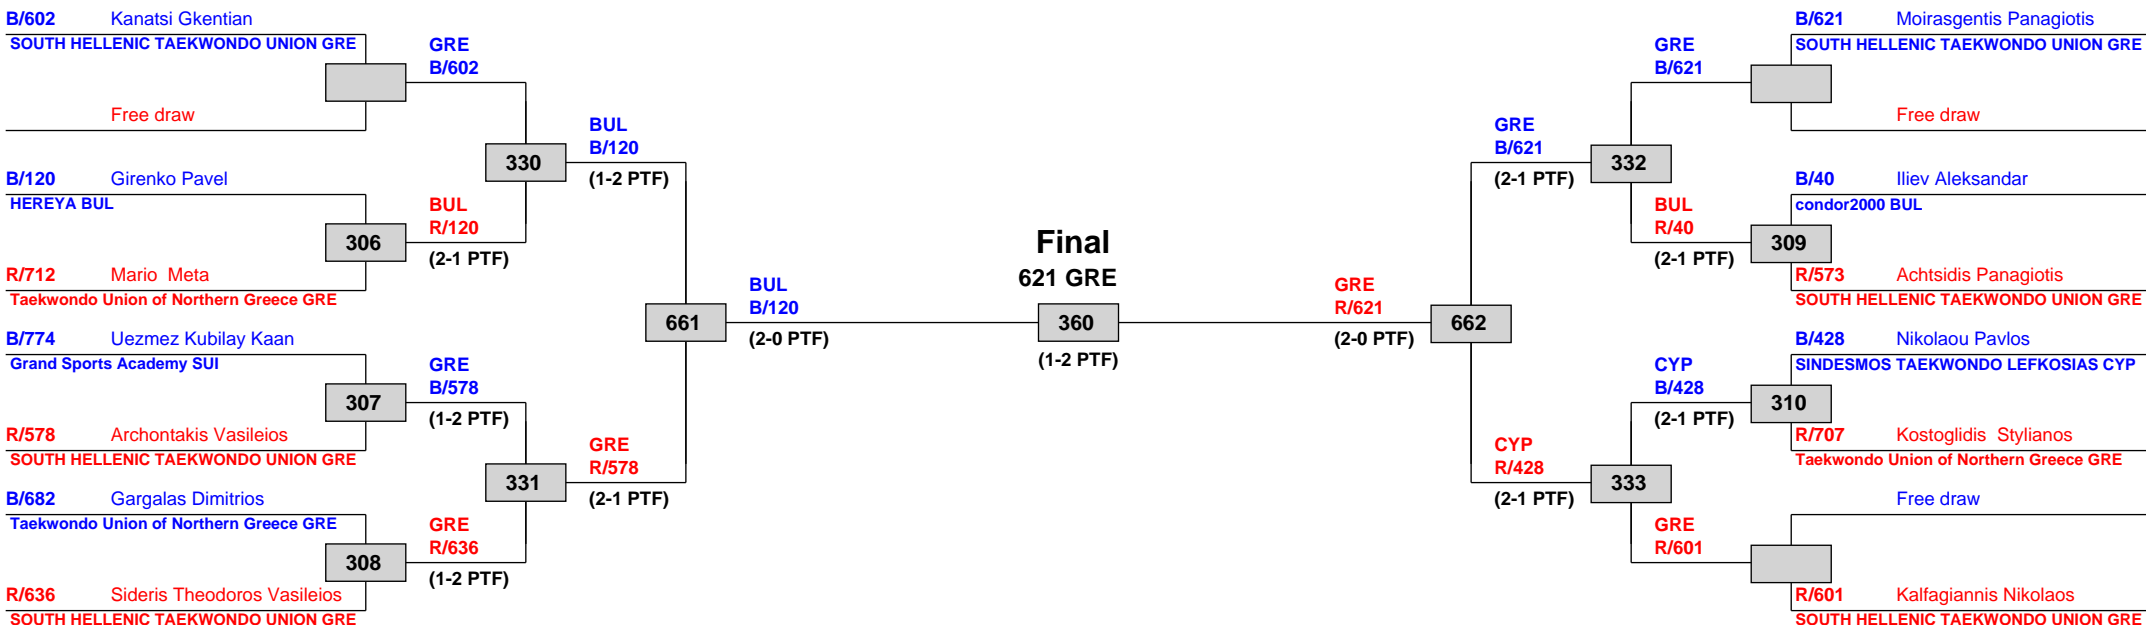 B/602 Kanatsi Gkentian
SOUTH HELLENIC TAEKWONDO UNION GRE
Free draw
GRE
B/602
B/120 Girenko Pavel
HEREYA BUL
306
R/712 Mario  Meta
Taekwondo Union of Northern Greece GRE
BUL
R/120
(2-1 PTF)
330
BUL
B/120
(1-2 PTF)
B/774 Uezmez Kubilay Kaan
Grand Sports Academy SUI
307
R/578 Archontakis Vasileios
SOUTH HELLENIC TAEKWONDO UNION GRE
GRE
B/578
(1-2 PTF)
B/682 Gargalas Dimitrios
Taekwondo Union of Northern Greece GRE
308
R/636 Sideris Theodoros Vasileios
SOUTH HELLENIC TAEKWONDO UNION GRE
GRE
R/636
(1-2 PTF)
331
GRE
R/578
(2-1 PTF)
661
BUL
B/120
(2-0 PTF)
Final
621 GRE
360
(1-2 PTF)
GRE
R/621
(2-0 PTF)
662
GRE
B/621
(2-1 PTF)
332
GRE
B/621
B/621 Moirasgentis Panagiotis
SOUTH HELLENIC TAEKWONDO UNION GRE
Free draw
BUL
R/40
(2-1 PTF)
B/40 Iliev Aleksandar
condor2000 BUL
309
R/573 Achtsidis Panagiotis
SOUTH HELLENIC TAEKWONDO UNION GRE
CYP
R/428
(2-1 PTF)
333
CYP
B/428
(2-1 PTF)
B/428 Nikolaou Pavlos
SINDESMOS TAEKWONDO LEFKOSIAS CYP
310
R/707 Kostoglidis  Stylianos
Taekwondo Union of Northern Greece GRE
GRE
R/601
Free draw
R/601 Kalfagiannis Nikolaos
SOUTH HELLENIC TAEKWONDO UNION GRE